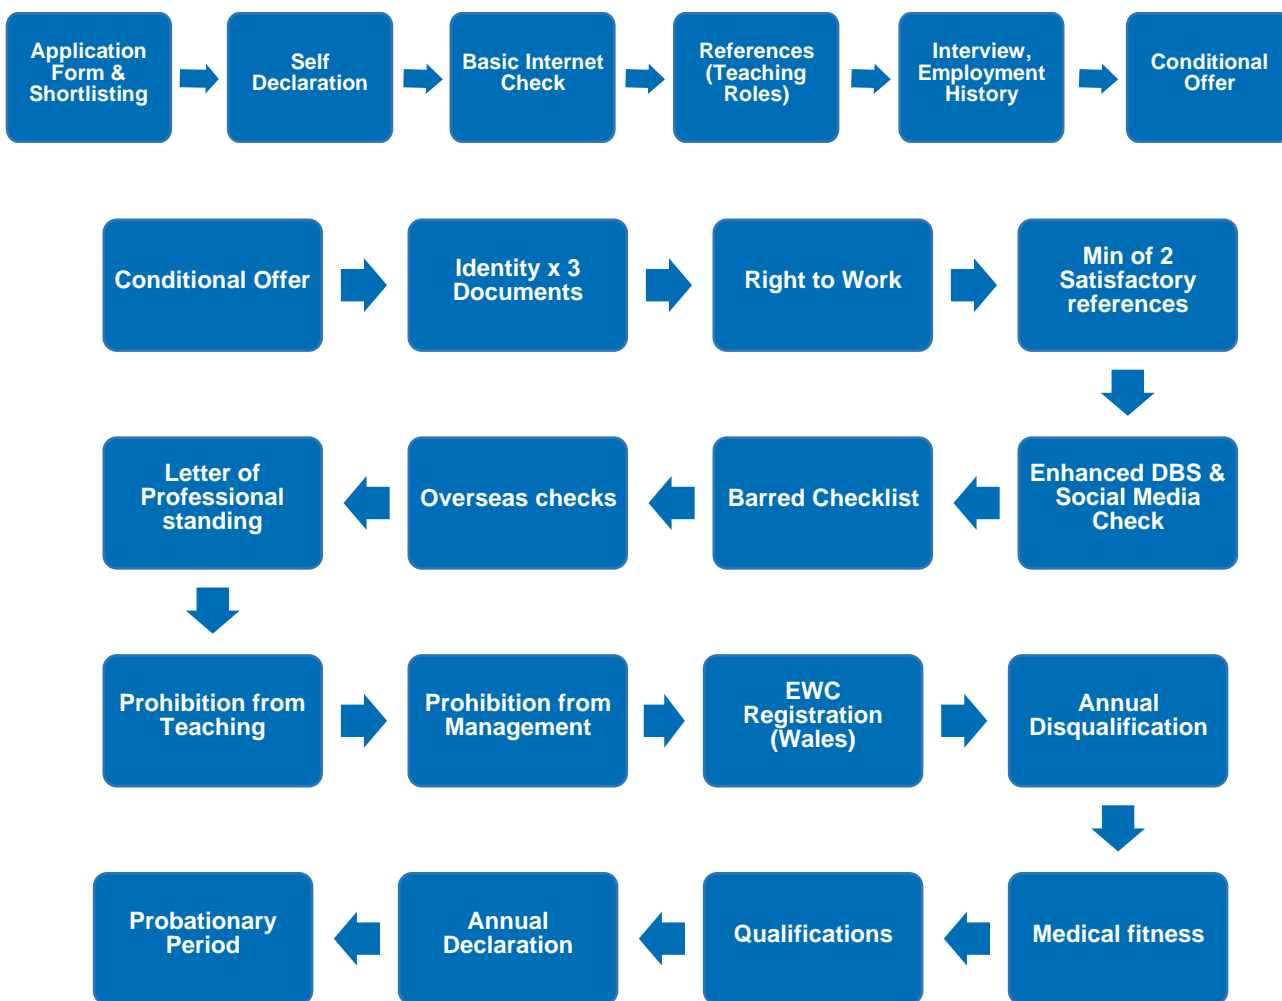 Application
Form &
Shortlisting
Self
Declaration
Basic Internet
Check
References
(Teaching
Roles)
Interview,
Employment
History
Conditional
Offer
Conditional Offer
Identity x 3
Documents
Right to Work
Min of 2
Satisfactory
references
Enhanced DBS &
Social Media
Check
Barred Checklist
Overseas checks
Letter of
Professional
standing
Prohibition from
Teaching
Prohibition from
Management
EWC
Registration
(Wales)
Annual
Disqualification
Medical fitness
Qualifications
Annual
Declaration
Probationary
Period